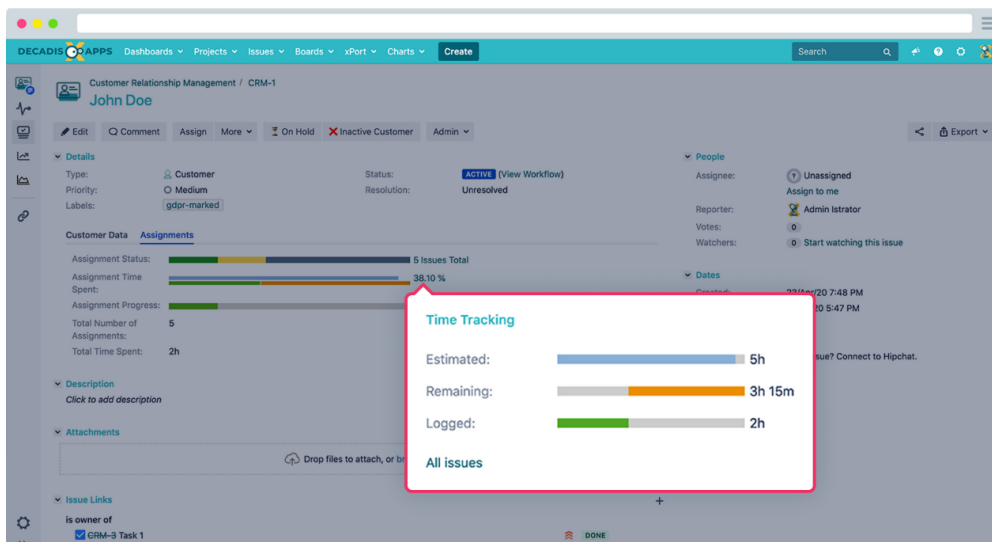 DECADIS APPS Dashboards Projects Issues Boards xPort Charts Create Search
Customer Relationship Management / CRM-1
John Doe
Edit Comment Assign More On Hold Inactive Customer Admin Export
Details
Type: Customer Status: ACTIVE (View Workflow)
Priority: Medium Resolution: Unresolved
Labels: gdpr-marked
Customer Data Assignments
Assignment Status: 5 Issues Total
Assignment Time Spent: 38.10 %
Assignment Progress:
Total Number of
Assignments: 5
Total Time Spent: 2h
Description
Click to add description
Attachments
Drop files to attach, or
Issue Links
is owner of
CRM-3 Task 1 DONE
People
Assignee: Unassigned
Assign to me
Reporter: Admin Istrator
Votes: 0
Watchers: 0 Start watching this issue
Dates
7:48 PM
20 5:47 PM
sue? Connect to Hipchat.
Time Tracking
Estimated: 5h
Remaining: 3h 15m
Logged: 2h
All issues